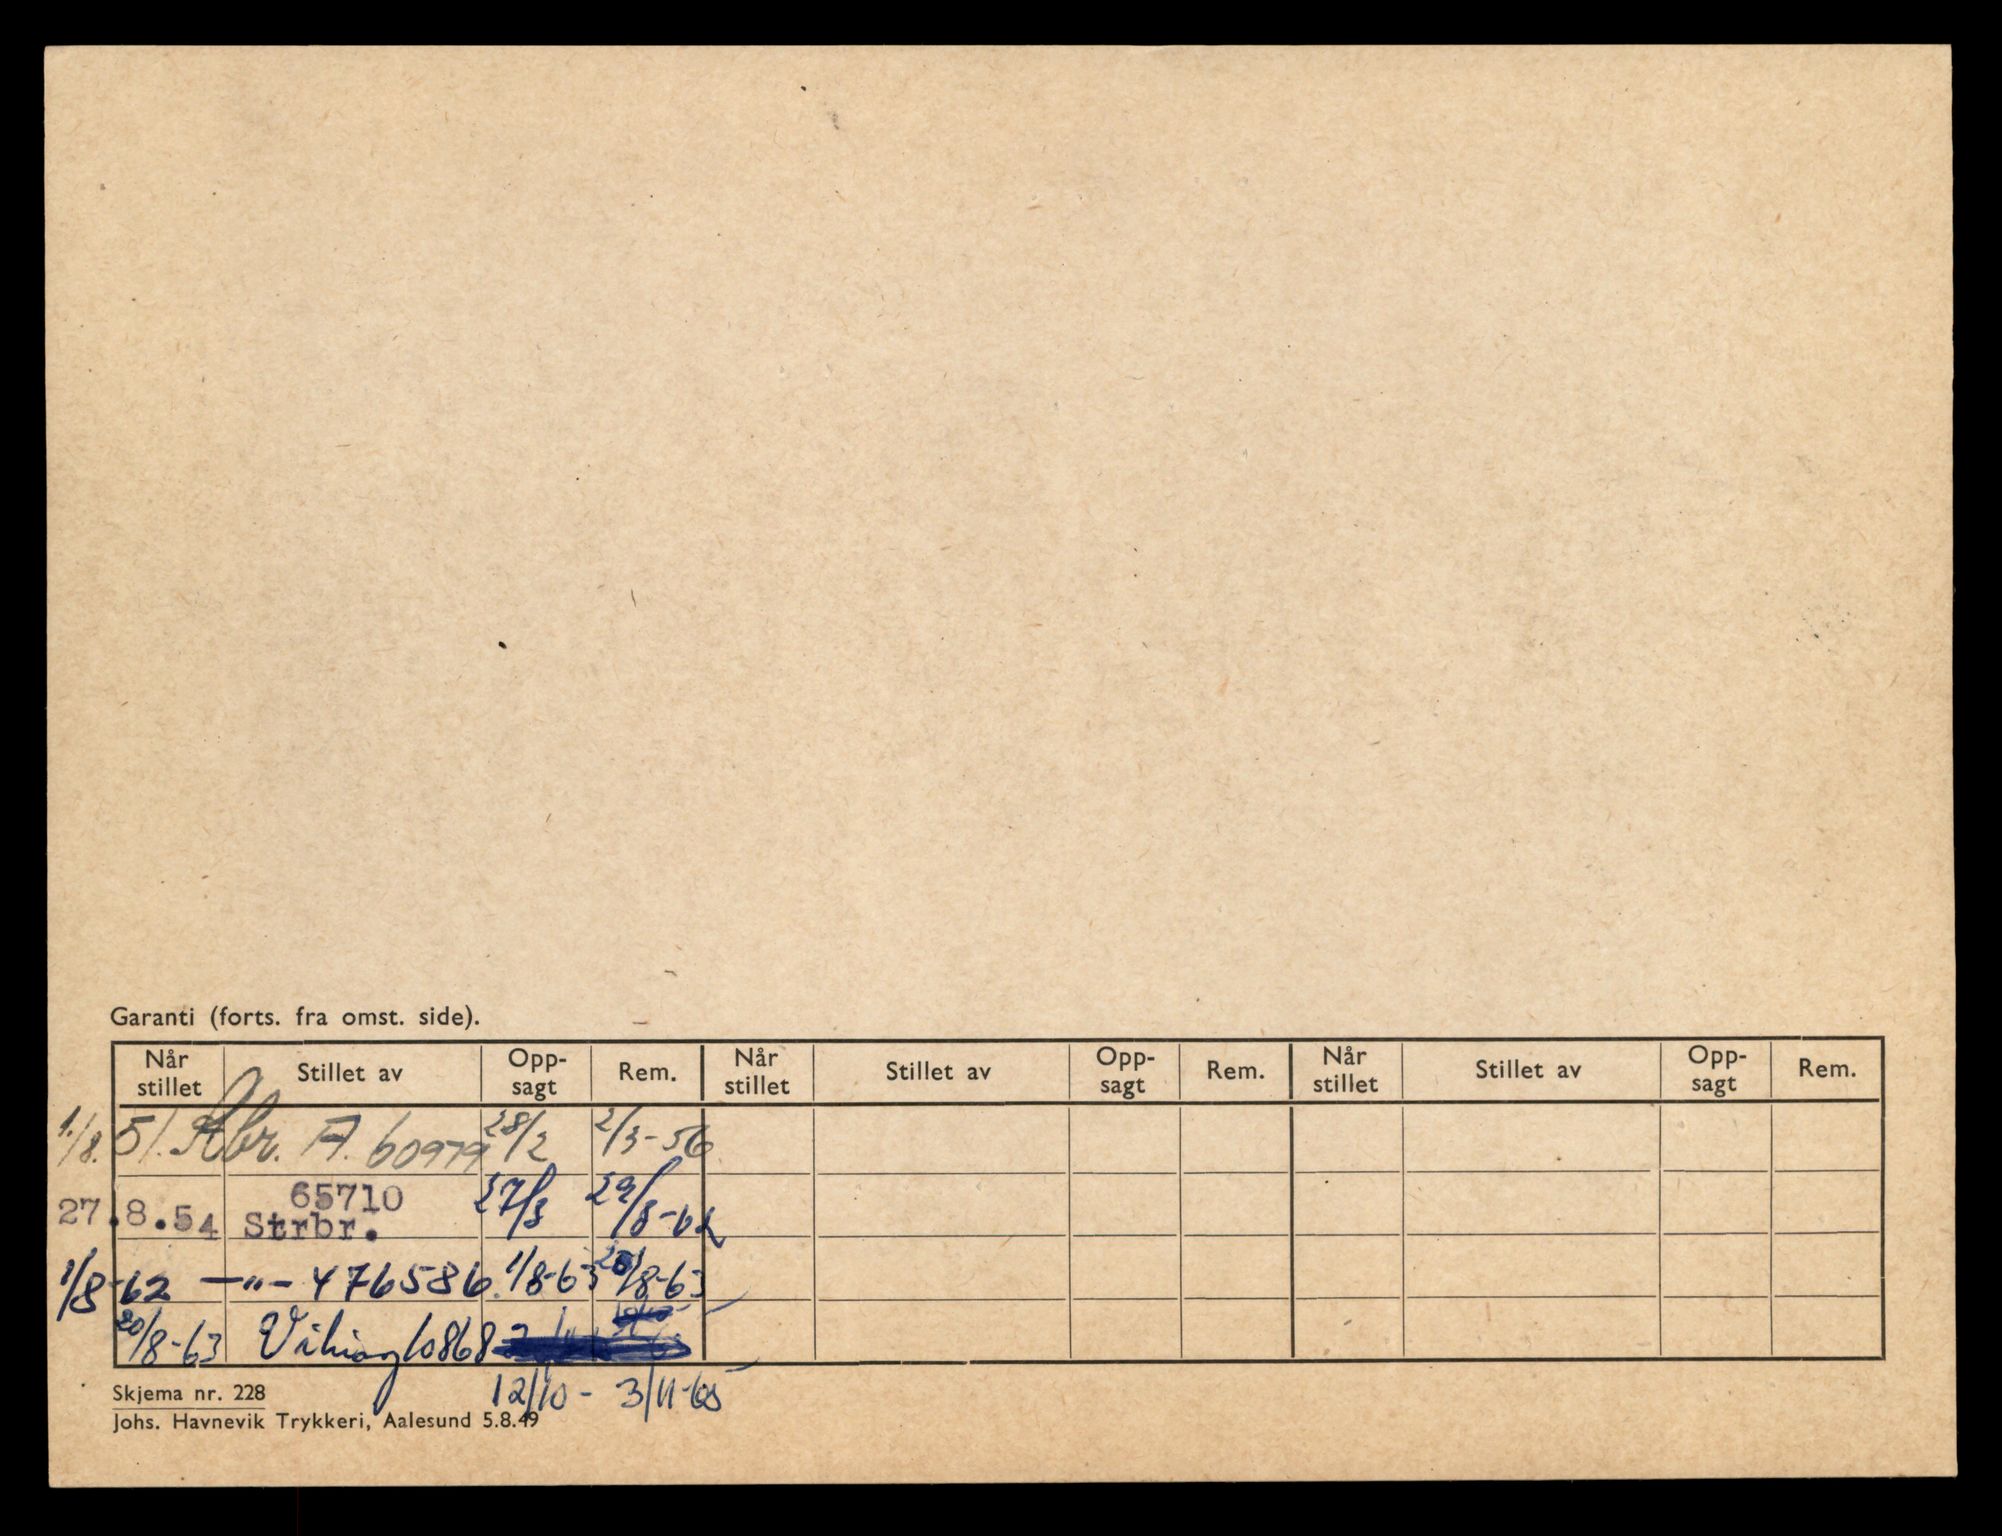 Garanti (forts. fra omst. side).
Når stillet Stillet av Opp-sagt Rem. Når stillet Stillet av Opp-sagt Rem. Når stillet Stillet av Opp-sagt Rem.
1./8. 51. Abr. A. 60979 28/2 2/3-56
65710
27.8.54 Strbr. 27/8 29/8-62
1/8-62 —"— 476586. 1/8-63 20/8-63
20/8-63 Viking 10868
12/10 - 3/11-65
Skjema nr. 228
Johs. Havnevik Trykkeri, Aalesund 5.8.49